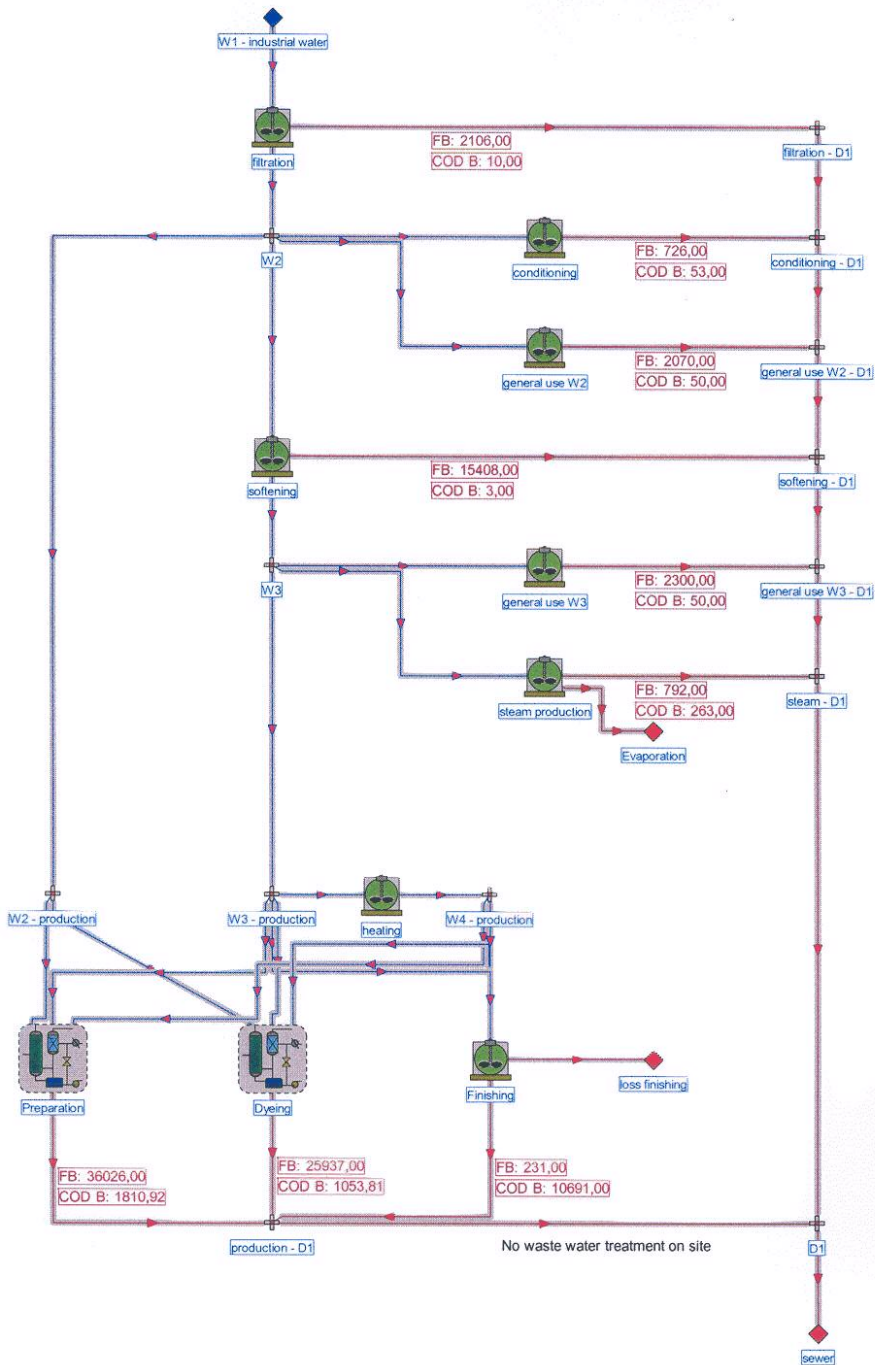 W1 - industrial water
filtration
FB: 2106,00
COD B: 10,00
filtration - D1
W2
conditioning
FB: 726,00
COD B: 53,00
conditioning - D1
general use W2
FB: 2070,00
COD B: 50,00
general use W2 - D1
softening
FB: 15408,00
COD B: 3,00
softening - D1
W3
general use W3
FB: 2300,00
COD B: 50,00
general use W3 - D1
steam production
FB: 792,00
COD B: 263,00
steam - D1
Evaporation
W2 - production
W3 - production
heating
W4 - production
Preparation
Dyeing
Finishing
loss finishing
FB: 36026,00
COD B: 1810,92
FB: 25937,00
COD B: 1053,81
FB: 231,00
COD B: 10691,00
production - D1
No waste water treatment on site
D1
sewer